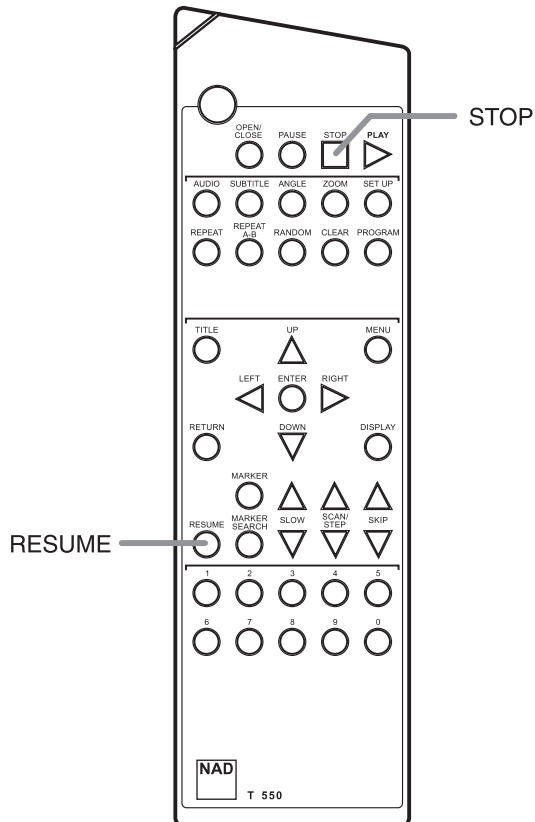 STOP
OPEN/
CLOSE PAUSE STOP PLAY
AUDIO SUBTITLE ANGLE ZOOM SET UP
REPEAT REPEAT
A-B RANDOM CLEAR PROGRAM
TITLE UP MENU
LEFT ENTER RIGHT
RETURN DOWN DISPLAY
MARKER
RESUME MARKER
SEARCH SLOW SCAN/
STEP SKIP
RESUME
1 2 3 4 5
6 7 8 9 0
NAD
T 550